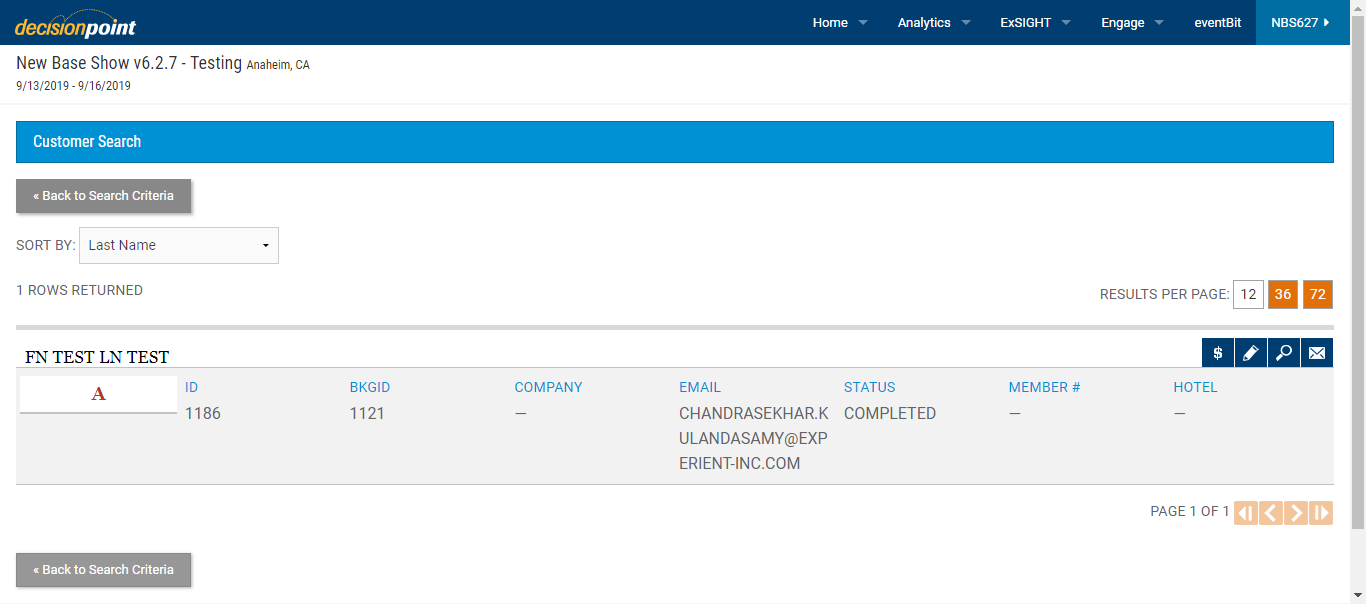 decisionpoint
Home Analytics ExSIGHT Engage eventBit NBS627
New Base Show v6.2.7 - Testing Anaheim, CA
9/13/2019 - 9/16/2019
Customer Search
« Back to Search Criteria
SORT BY: Last Name
1 ROWS RETURNED
RESULTS PER PAGE: 12 36 72
FN TEST LN TEST
$
A
ID BKGID COMPANY EMAIL STATUS MEMBER # HOTEL
1186 1121 — CHANDRASEKHAR.K COMPLETED — —
ULANDASAMY@EXP
ERIENT-INC.COM
PAGE 1 OF 1
« Back to Search Criteria